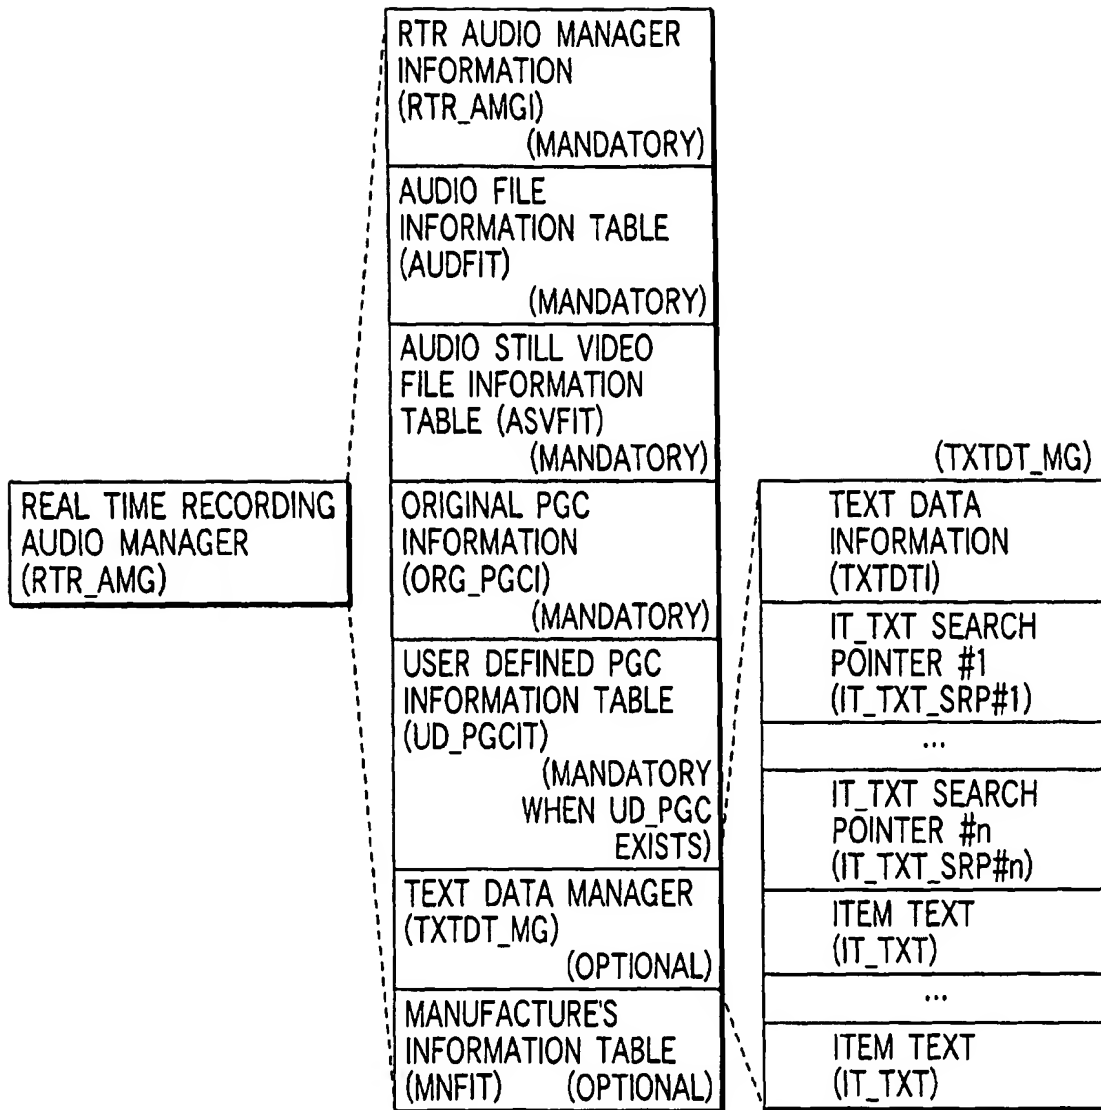 REAL TIME RECORDING
AUDIO MANAGER
(RTR_AMG)
RTR AUDIO MANAGER
INFORMATION
(RTR_AMGI)
(MANDATORY)
AUDIO FILE
INFORMATION TABLE
(AUDFIT)
(MANDATORY)
AUDIO STILL VIDEO
FILE INFORMATION
TABLE (ASVFIT)
(MANDATORY)
ORIGINAL PGC
INFORMATION
(ORG_PGCI)
(MANDATORY)
USER DEFINED PGC
INFORMATION TABLE
(UD_PGCIT)
(MANDATORY
WHEN UD_PGC
EXISTS)
TEXT DATA MANAGER
(TXTDT_MG)
(OPTIONAL)
MANUFACTURE'S
INFORMATION TABLE
(MNFIT) (OPTIONAL)
(TXTDT_MG)
TEXT DATA
INFORMATION
(TXTDTI)
IT_TXT SEARCH
POINTER #1
(IT_TXT_SRP#1)
...
IT_TXT SEARCH
POINTER #n
(IT_TXT_SRP#n)
ITEM TEXT
(IT_TXT)
...
ITEM TEXT
(IT_TXT)